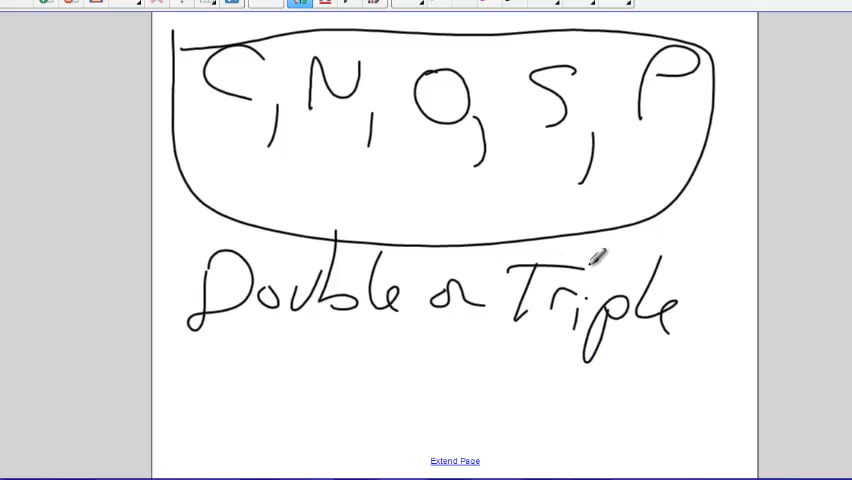 C, N, O, S, P
Double or Triple
Extend Page